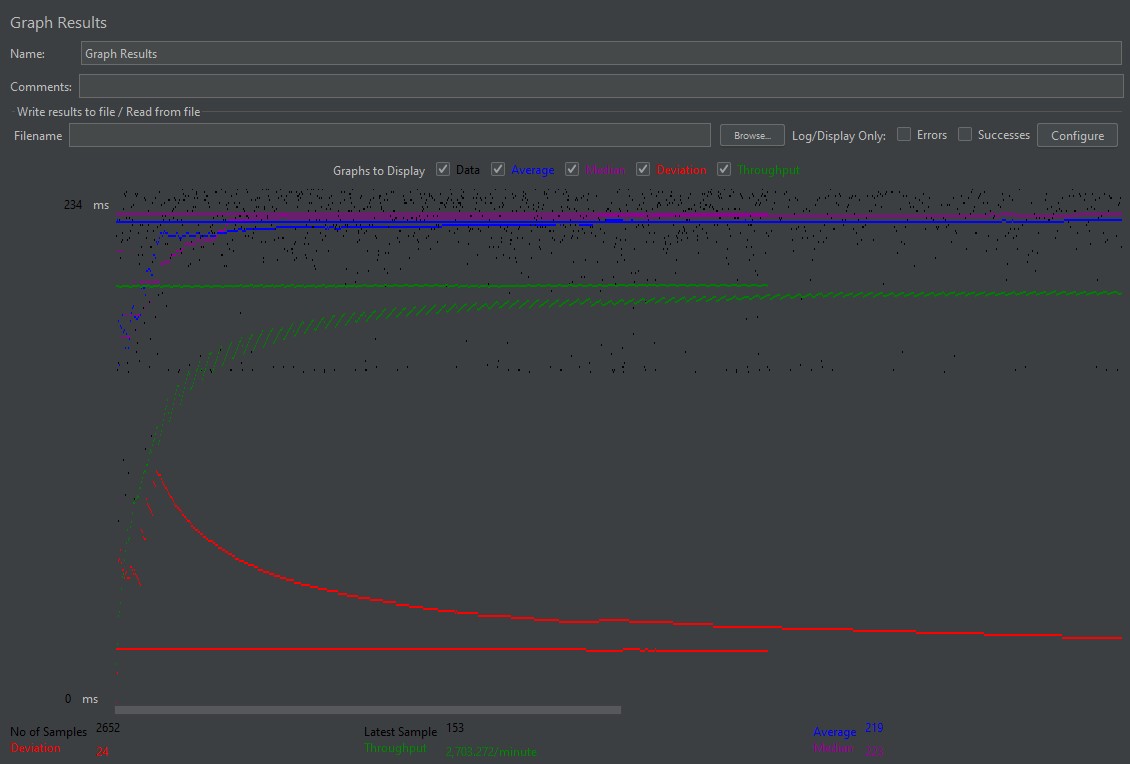 Graph Results
Name: Graph Results
Comments:
Write results to file / Read from file
Filename Browse... Log/Display Only: Errors Successes Configure
Graphs to Display Data Average Median Deviation Throughput
234 ms
0 ms
No of Samples 2652 Latest Sample 153 Average 219
Deviation 24 Throughput 2,703.272/minute Median